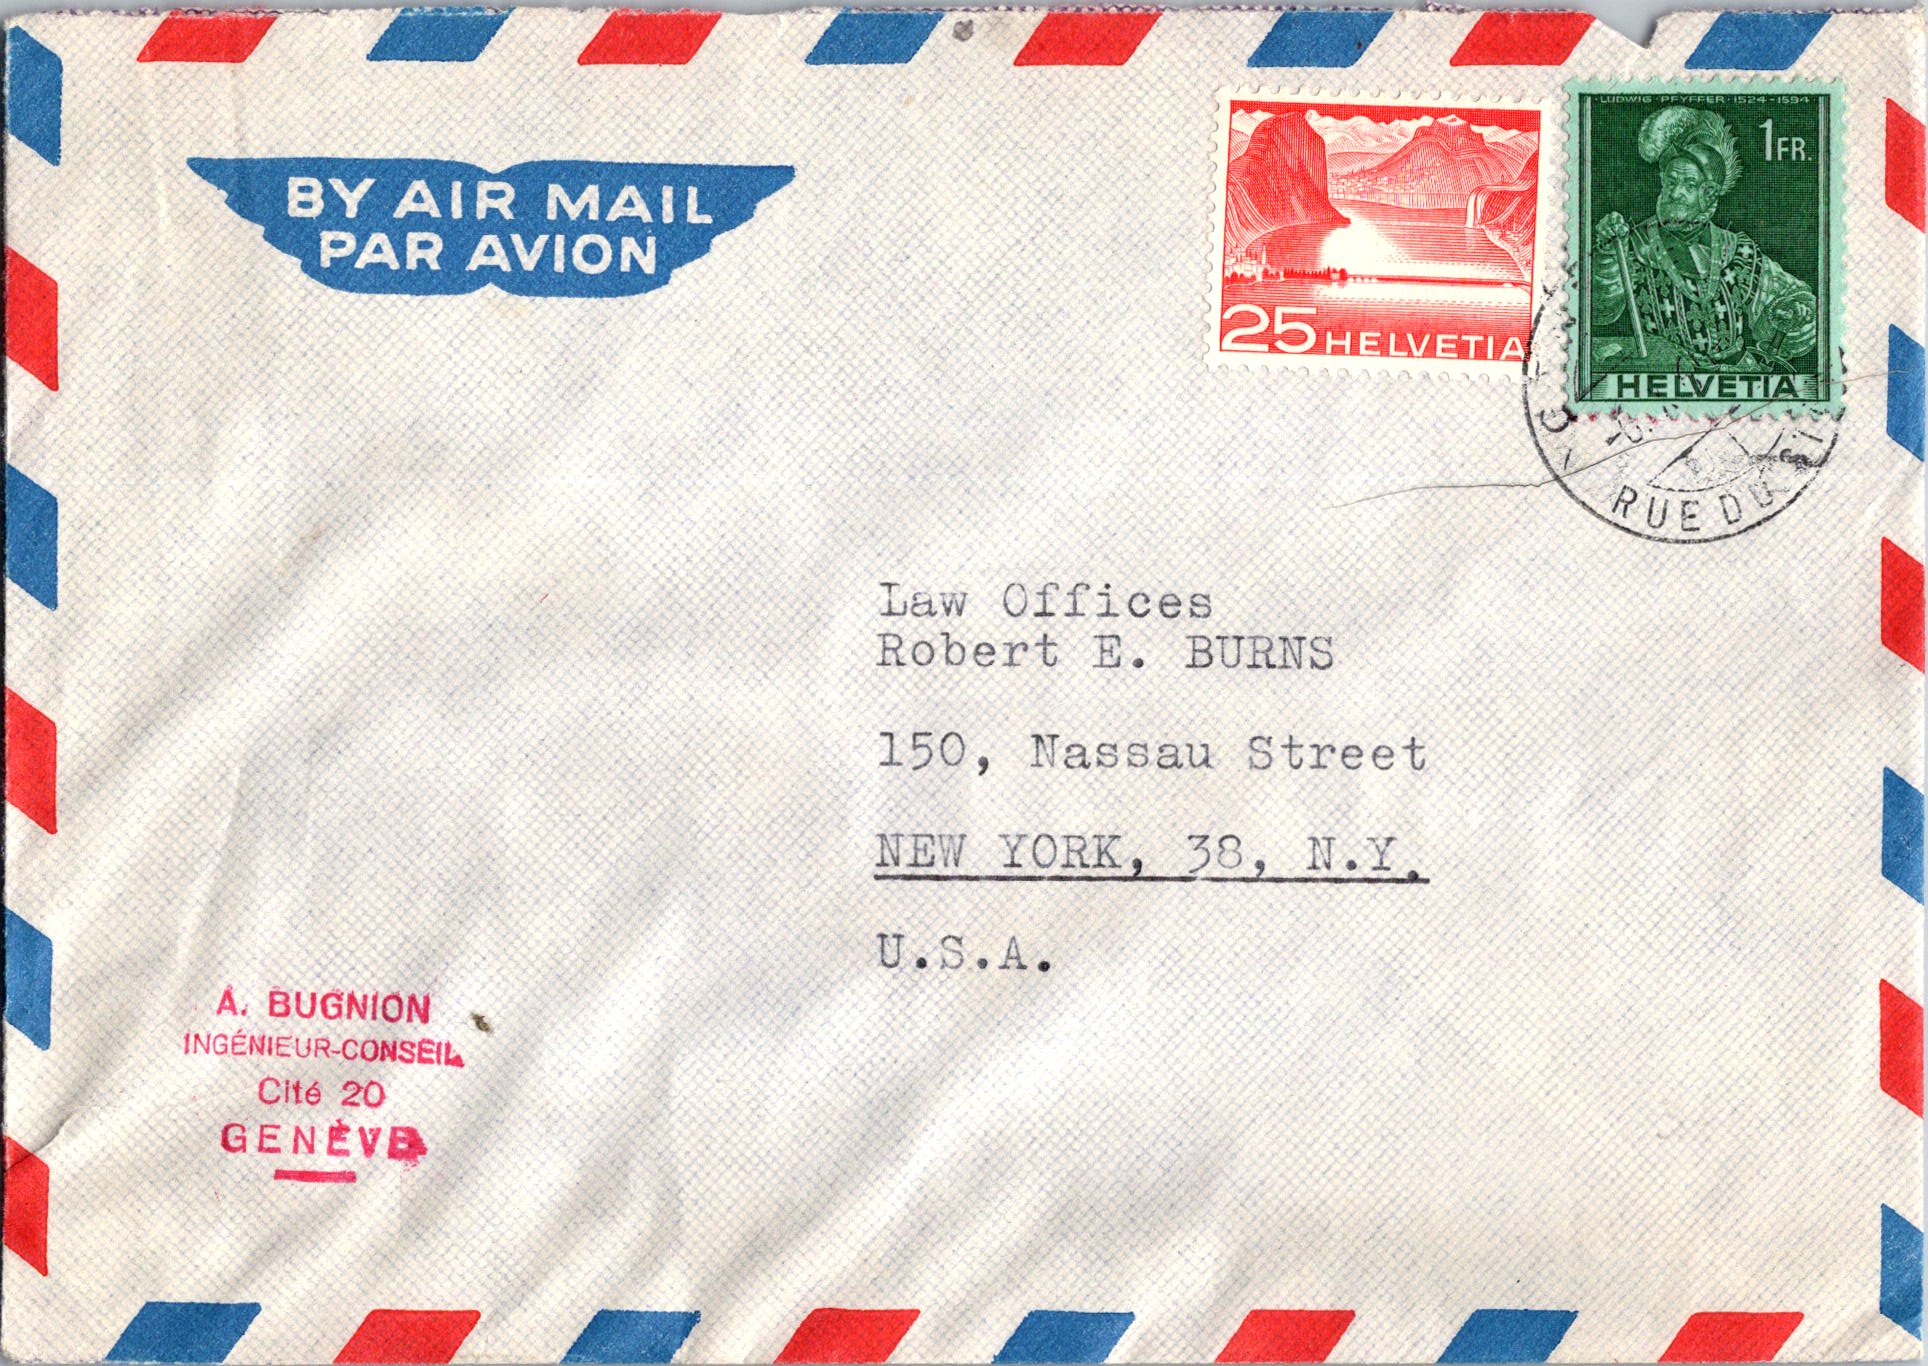 BY AIR MAIL
PAR AVION
LUDWIG PFYFFER 1524-1594
1 FR.
HELVETIA
25 HELVETIA
RUE DU
Law Offices
Robert E. BURNS
150, Nassau Street
NEW YORK, 38, N.Y.
U.S.A.
A. BUGNION
INGÉNIEUR-CONSEIL
Cité 20
GENÈVE